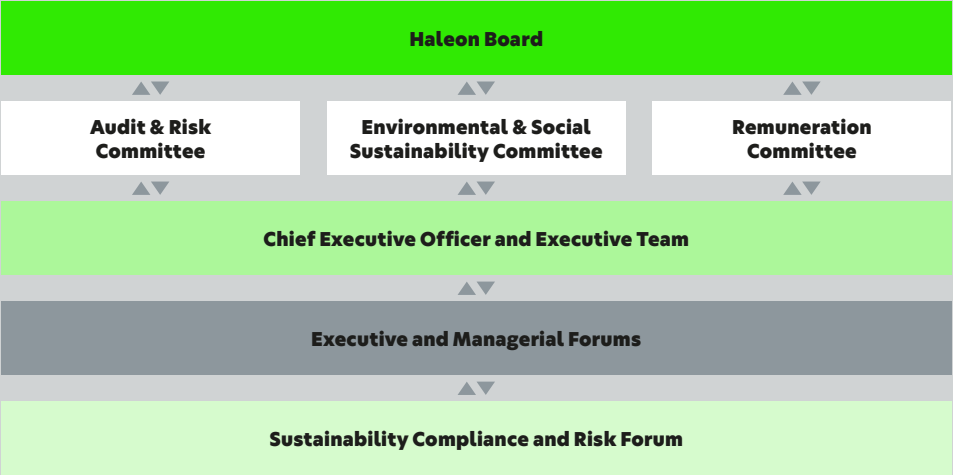 Haleon Board
Audit & Risk
Committee
Environmental & Social
Sustainability Committee
Remuneration
Committee
Chief Executive Officer and Executive Team
Executive and Managerial Forums
Sustainability Compliance and Risk Forum